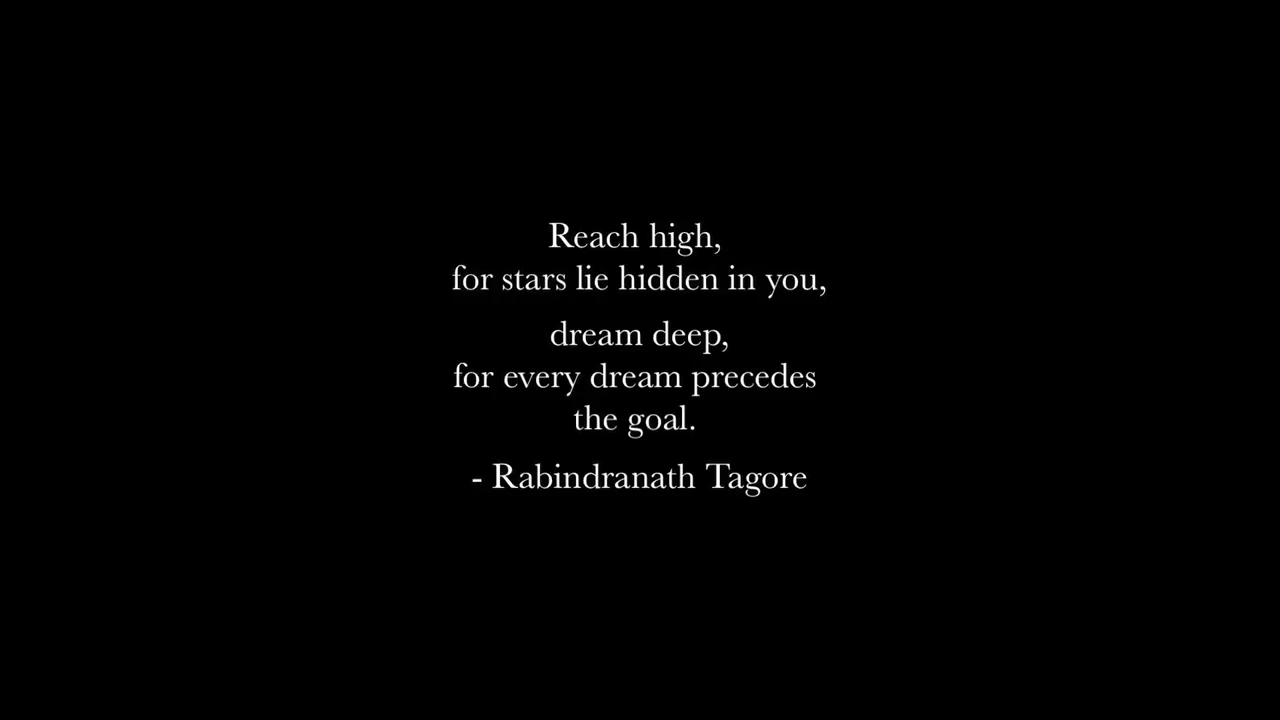 Reach high,
for stars lie hidden in you,
dream deep,
for every dream precedes
the goal.
- Rabindranath Tagore